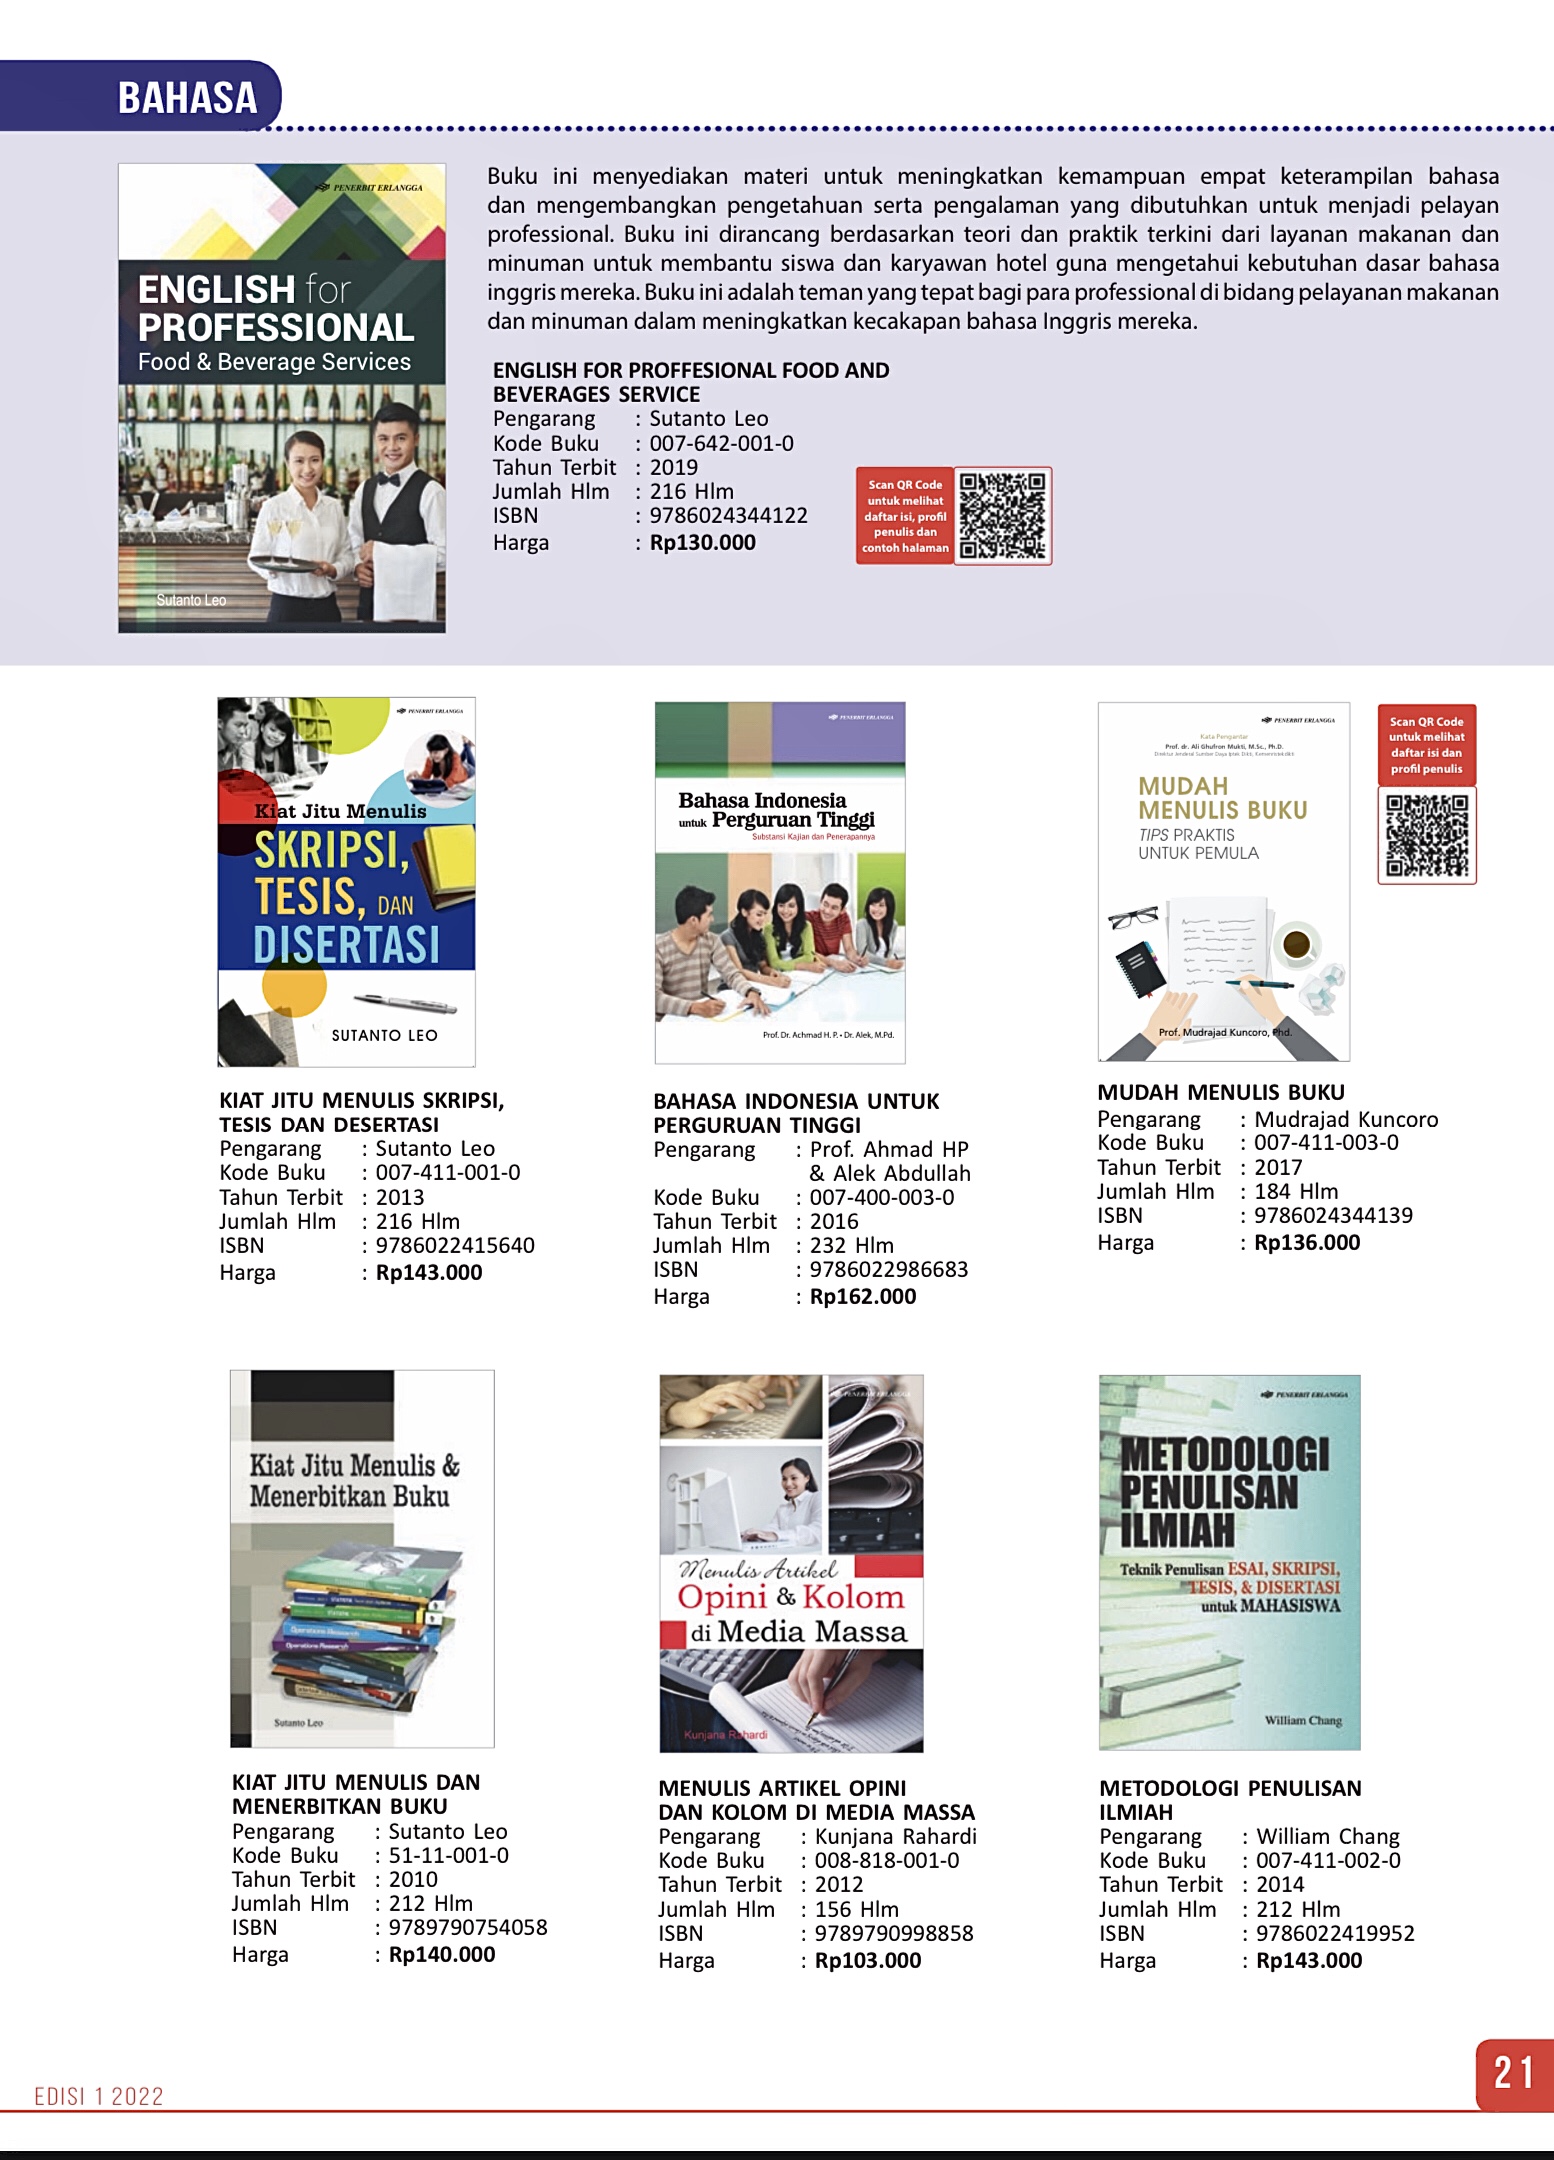 BAHASA
PENERBIT ERLANGGA
ENGLISH for
PROFESSIONAL
Food & Beverage Services
Sutanto Leo
Buku ini menyediakan materi untuk meningkatkan kemampuan empat keterampilan bahasa
dan mengembangkan pengetahuan serta pengalaman yang dibutuhkan untuk menjadi pelayan
professional. Buku ini dirancang berdasarkan teori dan praktik terkini dari layanan makanan dan
minuman untuk membantu siswa dan karyawan hotel guna mengetahui kebutuhan dasar bahasa
inggris mereka. Buku ini adalah teman yang tepat bagi para professional di bidang pelayanan makanan
dan minuman dalam meningkatkan kecakapan bahasa Inggris mereka.
ENGLISH FOR PROFFESIONAL FOOD AND
BEVERAGES SERVICE
Pengarang : Sutanto Leo
Kode Buku : 007-642-001-0
Tahun Terbit : 2019
Jumlah Hlm : 216 Hlm
ISBN : 9786024344122
Harga : Rp130.000
Scan QR Code
untuk melihat
daftar isi, profil
penulis dan
contoh halaman
PENERBIT ERLANGGA
Kiat Jitu Menulis
SKRIPSI,
TESIS, DAN
DISERTASI
SUTANTO LEO
KIAT JITU MENULIS SKRIPSI,
TESIS DAN DESERTASI
Pengarang : Sutanto Leo
Kode Buku : 007-411-001-0
Tahun Terbit : 2013
Jumlah Hlm : 216 Hlm
ISBN : 9786022415640
Harga : Rp143.000
PENERBIT ERLANGGA
Bahasa Indonesia
untuk Perguruan Tinggi
Substansi Kajian dan Penerapannya
Prof. Dr. Achmad H. P. • Dr. Alek, M.Pd.
BAHASA INDONESIA UNTUK
PERGURUAN TINGGI
Pengarang : Prof. Ahmad HP
& Alek Abdullah
Kode Buku : 007-400-003-0
Tahun Terbit : 2016
Jumlah Hlm : 232 Hlm
ISBN : 9786022986683
Harga : Rp162.000
PENERBIT ERLANGGA
Kata Pengantar
Prof. dr. Ali Ghufron Mukti, M.Sc., Ph.D.
Direktur Jenderal Sumber Daya Iptek Dikti, Kemenristekdikti
MUDAH
MENULIS BUKU
TIPS PRAKTIS
UNTUK PEMULA
Prof. Mudrajad Kuncoro, Phd.
Scan QR Code
untuk melihat
daftar isi dan
profil penulis
MUDAH MENULIS BUKU
Pengarang : Mudrajad Kuncoro
Kode Buku : 007-411-003-0
Tahun Terbit : 2017
Jumlah Hlm : 184 Hlm
ISBN : 9786024344139
Harga : Rp136.000
Kiat Jitu Menulis &
Menerbitkan Buku
Operations Research
Operations Research
Sutanto Leo
KIAT JITU MENULIS DAN
MENERBITKAN BUKU
Pengarang : Sutanto Leo
Kode Buku : 51-11-001-0
Tahun Terbit : 2010
Jumlah Hlm : 212 Hlm
ISBN : 9789790754058
Harga : Rp140.000
PENERBIT ERLANGGA
Menulis Artikel
Opini & Kolom
di Media Massa
Kunjana Rahardi
MENULIS ARTIKEL OPINI
DAN KOLOM DI MEDIA MASSA
Pengarang : Kunjana Rahardi
Kode Buku : 008-818-001-0
Tahun Terbit : 2012
Jumlah Hlm : 156 Hlm
ISBN : 9789790998858
Harga : Rp103.000
PENERBIT ERLANGGA
METODOLOGI
PENULISAN
ILMIAH
Teknik Penulisan ESAI, SKRIPSI,
TESIS, & DISERTASI
untuk MAHASISWA
William Chang
METODOLOGI PENULISAN
ILMIAH
Pengarang : William Chang
Kode Buku : 007-411-002-0
Tahun Terbit : 2014
Jumlah Hlm : 212 Hlm
ISBN : 9786022419952
Harga : Rp143.000
EDISI 1 2022
21